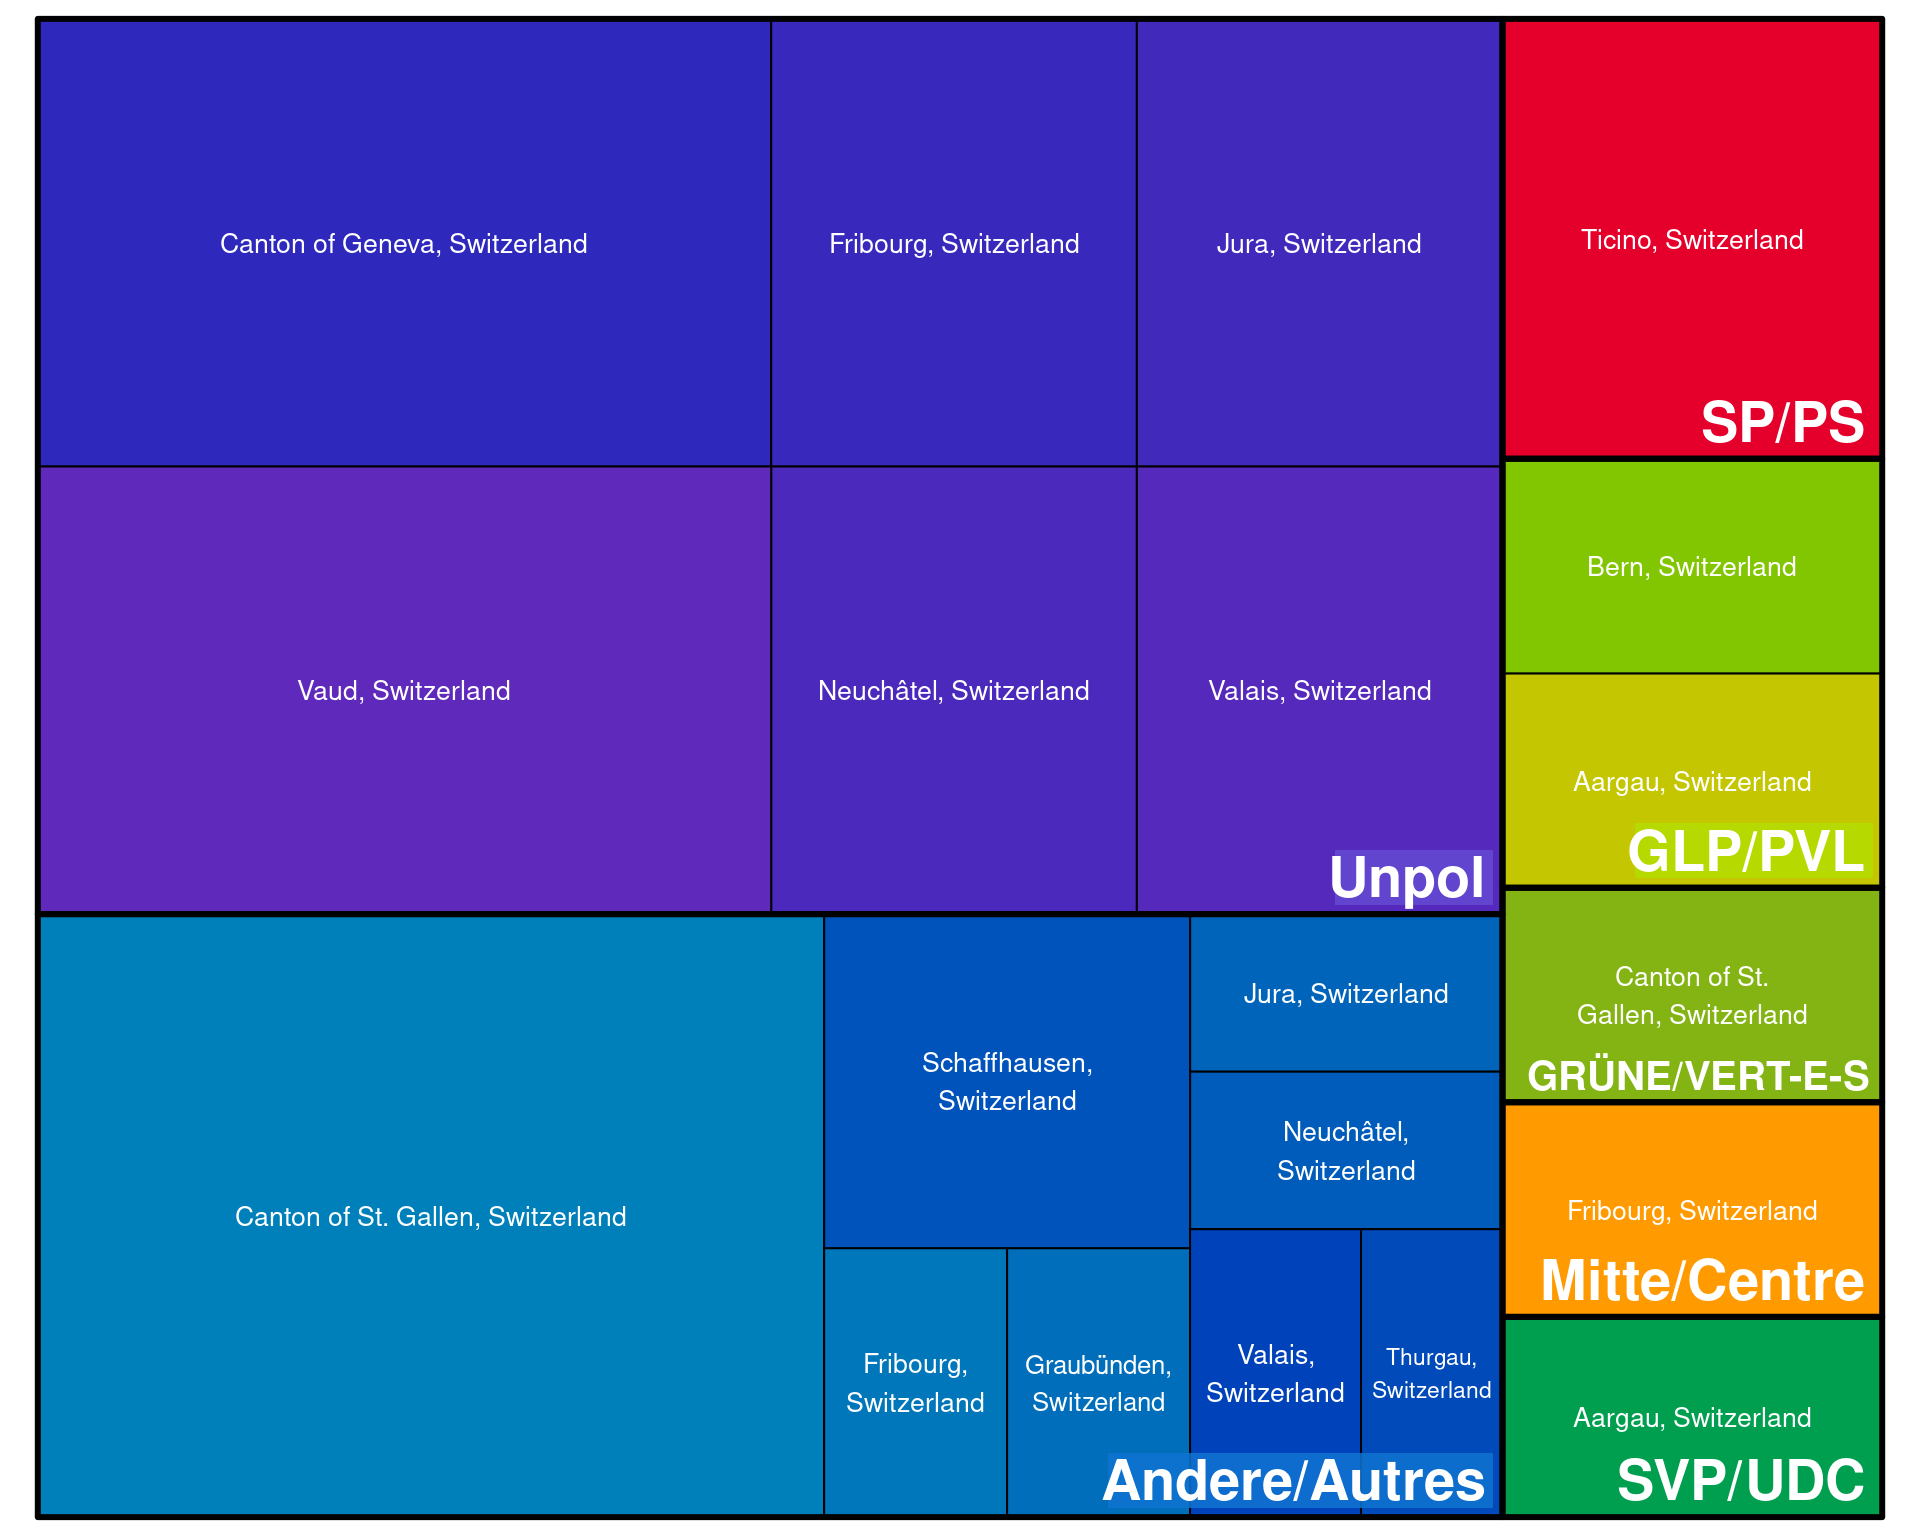 Canton of Geneva, Switzerland
Fribourg, Switzerland
Jura, Switzerland
Vaud, Switzerland
Neuchâtel, Switzerland
Valais, Switzerland
Unpol
Canton of St. Gallen, Switzerland
Schaffhausen,
Switzerland
Fribourg,
Switzerland
Graubünden,
Switzerland
Jura, Switzerland
Neuchâtel,
Switzerland
Valais,
Switzerland
Thurgau,
Switzerland
Andere/Autres
Ticino, Switzerland
SP/PS
Bern, Switzerland
Aargau, Switzerland
GLP/PVL
Canton of St.
Gallen, Switzerland
GRÜNE/VERT-E-S
Fribourg, Switzerland
Mitte/Centre
Aargau, Switzerland
SVP/UDC